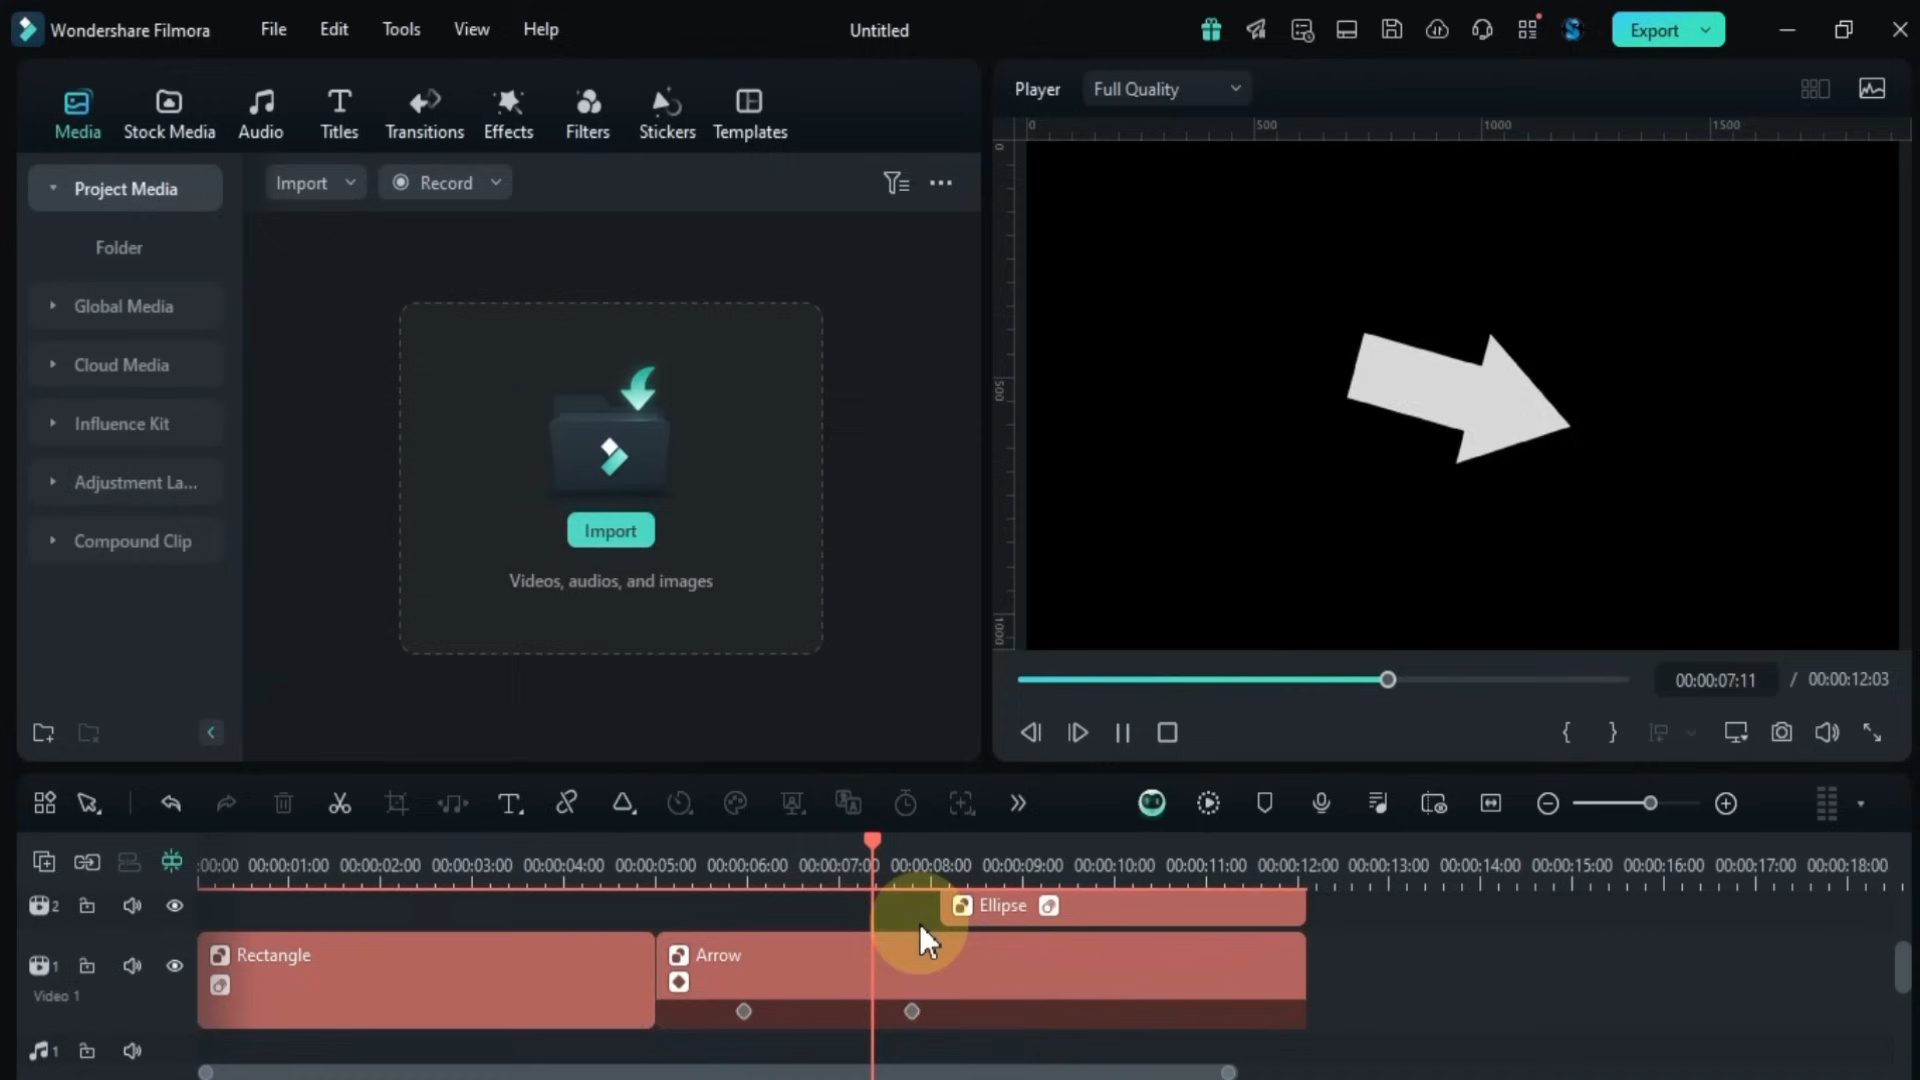 Wondershare Filmora File Edit Tools View Help Untitled Export
Player Full Quality
Media Stock Media Audio Titles Transitions Effects Filters Stickers Templates
0 500 1000 1500
Project Media Import Record
Folder
Global Media
Cloud Media
Influence Kit
Adjustment La...
Compound Clip
Import
Videos, audios, and images
0
500
1000
00:00:07:11 / 00:00:12:03
:00:00 00:00:01:00 00:00:02:00 00:00:03:00 00:00:04:00 00:00:05:00 00:00:06:00 00:00:07:00 00:00:08:00 00:00:09:00 00:00:10:00 00:00:11:00 00:00:12:00 00:00:13:00 00:00:14:00 00:00:15:00 00:00:16:00 00:00:17:00 00:00:18:00
2 Ellipse
Rectangle Arrow
1
Video 1
1